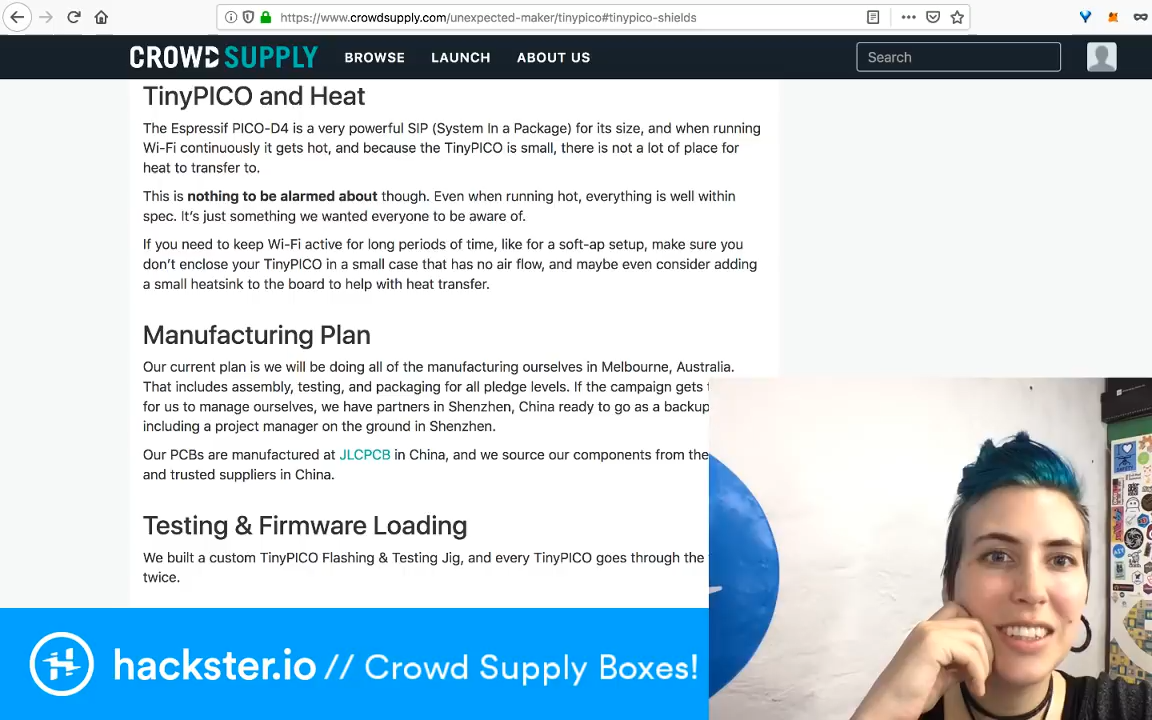 https://www.crowdsupply.com/unexpected-maker/tinypico#tinypico-shields
CROWD SUPPLY BROWSE LAUNCH ABOUT US Search
TinyPICO and Heat
The Espressif PICO-D4 is a very powerful SIP (System In a Package) for its size, and when running
Wi-Fi continuously it gets hot, and because the TinyPICO is small, there is not a lot of place for
heat to transfer to.
This is nothing to be alarmed about though. Even when running hot, everything is well within
spec. It’s just something we wanted everyone to be aware of.
If you need to keep Wi-Fi active for long periods of time, like for a soft-ap setup, make sure you
don’t enclose your TinyPICO in a small case that has no air flow, and maybe even consider adding
a small heatsink to the board to help with heat transfer.
Manufacturing Plan
Our current plan is we will be doing all of the manufacturing ourselves in Melbourne, Australia.
That includes assembly, testing, and packaging for all pledge levels. If the campaign gets
for us to manage ourselves, we have partners in Shenzhen, China ready to go as a backup
including a project manager on the ground in Shenzhen.
Our PCBs are manufactured at JLCPCB in China, and we source our components from the
and trusted suppliers in China.
Testing & Firmware Loading
We built a custom TinyPICO Flashing & Testing Jig, and every TinyPICO goes through the
twice.
hackster.io // Crowd Supply Boxes!